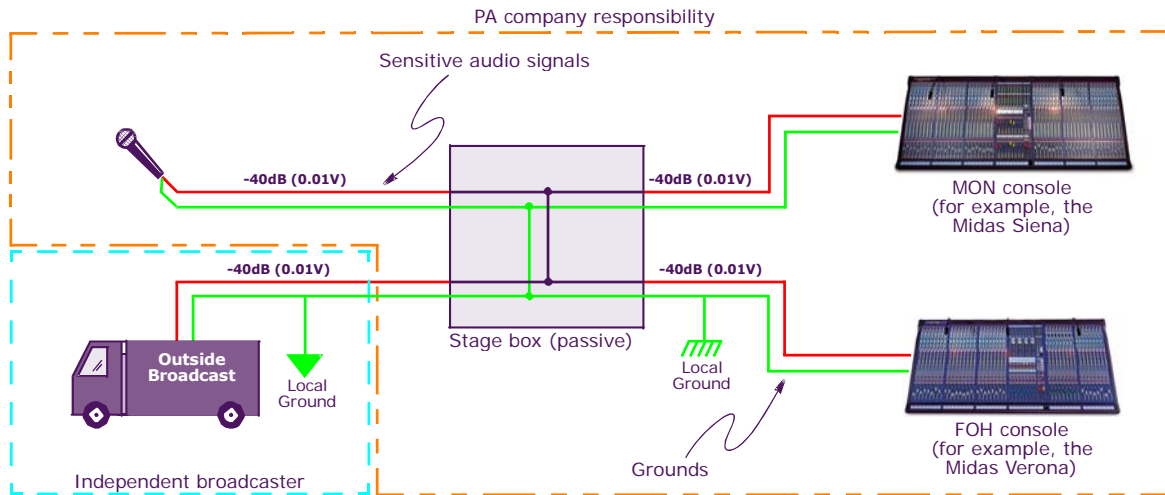 PA company responsibility
Sensitive audio signals
-40dB (0.01V)
-40dB (0.01V)
MON console
(for example, the
Midas Siena)
-40dB (0.01V)
-40dB (0.01V)
Stage box (passive)
Outside
Broadcast
Local
Ground
Local
Ground
FOH console
(for example, the
Midas Verona)
Grounds
Independent broadcaster